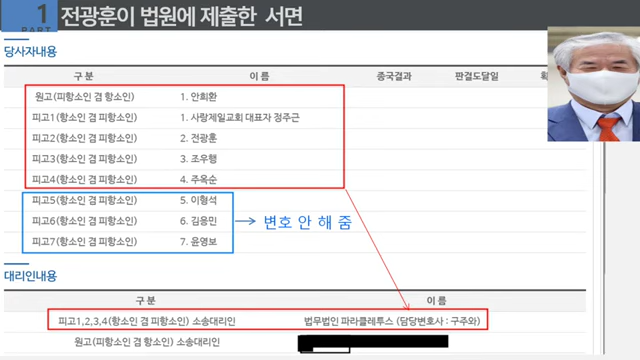 1 PART 전광훈이 법원에 제출한 서면
당사자내용
구 분 이 름 종국결과 판결도달일 확
원고(피항소인 겸 항소인) 1. 안희환
피고1(항소인 겸 피항소인) 1. 사랑제일교회 대표자 정주근
피고2(항소인 겸 피항소인) 2. 전광훈
피고3(항소인 겸 피항소인) 3. 조우행
피고4(항소인 겸 피항소인) 4. 주옥순
피고5(항소인 겸 피항소인) 5. 이형석
피고6(항소인 겸 피항소인) 6. 김응민 변호 안 해 줌
피고7(항소인 겸 피항소인) 7. 윤영보
대리인내용
구 분 이 름
피고1,2,3,4(항소인 겸 피항소인) 소송대리인 법무법인 파라클레투스 (담당변호사 : 구주와)
원고(피항소인 겸 항소인) 소송대리인